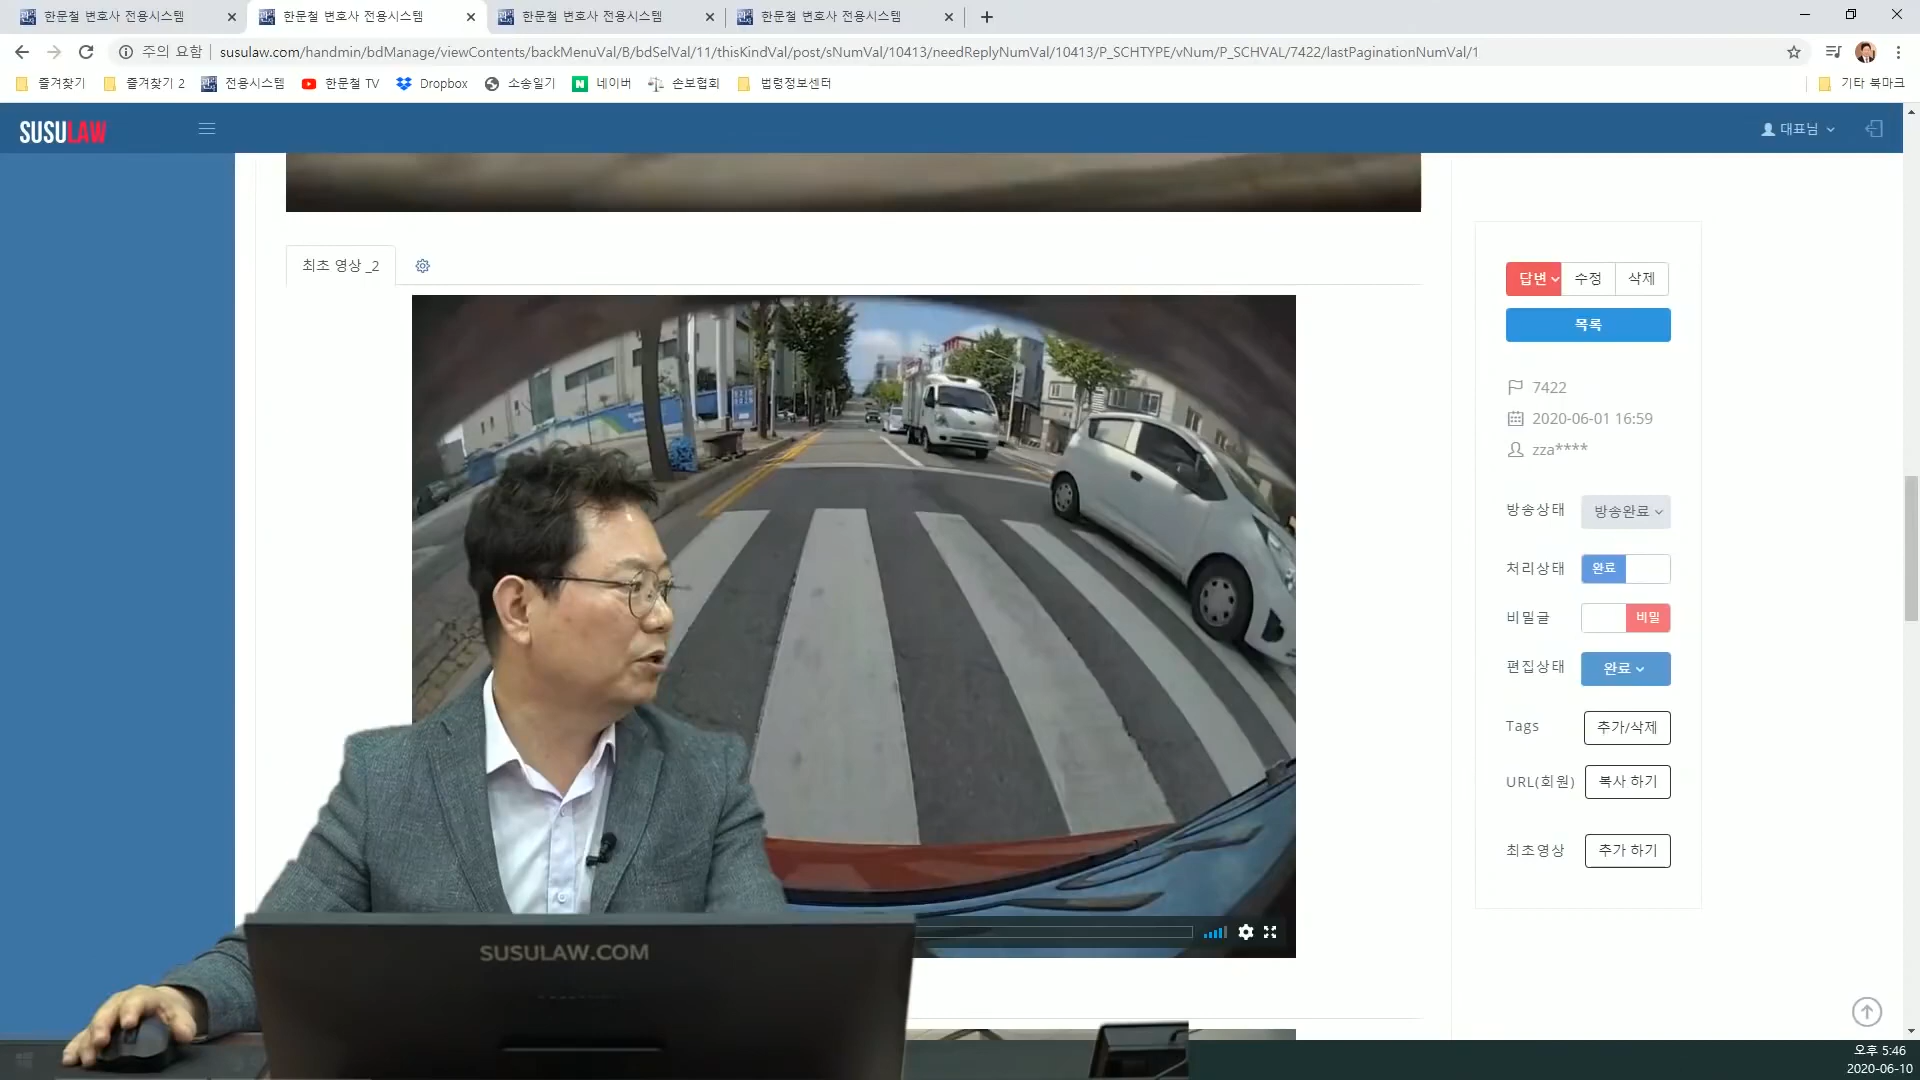 한문철 변호사 전용시스템
한문철 변호사 전용시스템
한문철 변호사 전용시스템
한문철 변호사 전용시스템
주의 요함
susulaw.com/handmin/bdManage/viewContents/backMenuVal/B/bdSelVal/11/thisKindVal/post/sNumVal/10413/needReplyNumVal/10413/P_SCHTYPE/vNum/P_SCHVAL/7422/lastPaginationNumVal/1
즐겨찾기
즐겨찾기 2
전용시스템
한문철 TV
Dropbox
소송일기
네이버
손보협회
법령정보센터
기타 북마크
SUSULAW
대표님
최초 영상 _2
답변
수정
삭제
목록
7422
2020-06-01 16:59
zza****
방송상태
방송완료
처리상태
완료
비밀글
비밀
편집상태
완료
Tags
추가/삭제
URL(회원)
복사 하기
최초영상
추가 하기
SUSULAW.COM
오후 5:46
2020-06-10